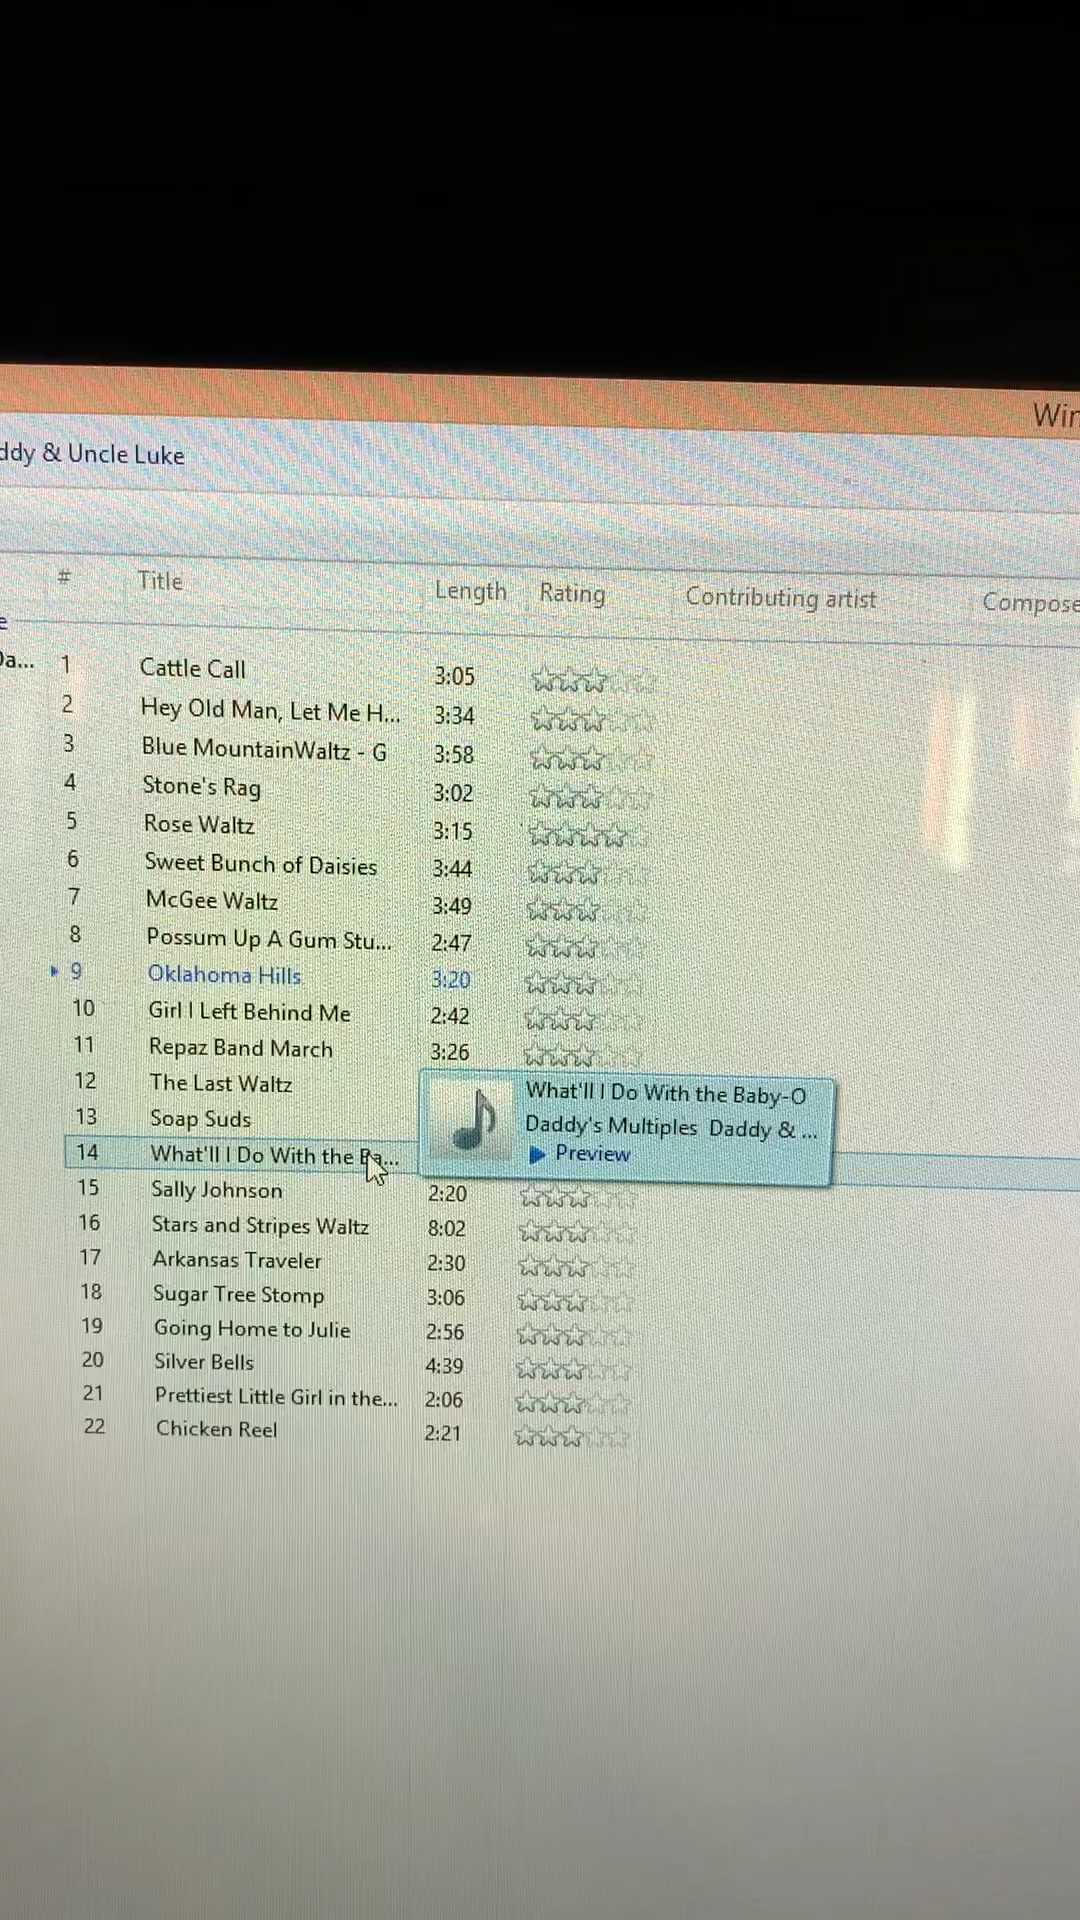 Win
ddy & Uncle Luke
# Title Length Rating Contributing artist Compose
e
Da... 1 Cattle Call 3:05
2 Hey Old Man, Let Me H... 3:34
3 Blue MountainWaltz - G 3:58
4 Stone's Rag 3:02
5 Rose Waltz 3:15
6 Sweet Bunch of Daisies 3:44
7 McGee Waltz 3:49
8 Possum Up A Gum Stu... 2:47
9 Oklahoma Hills 3:20
10 Girl I Left Behind Me 2:42
11 Repaz Band March 3:26
12 The Last Waltz
13 Soap Suds
14 What'll I Do With the Ba...
What'll I Do With the Baby-O
Daddy's Multiples Daddy & ...
Preview
15 Sally Johnson 2:20
16 Stars and Stripes Waltz 8:02
17 Arkansas Traveler 2:30
18 Sugar Tree Stomp 3:06
19 Going Home to Julie 2:56
20 Silver Bells 4:39
21 Prettiest Little Girl in the... 2:06
22 Chicken Reel 2:21